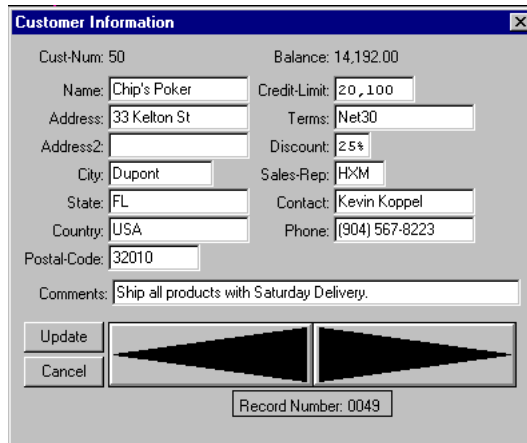 Customer Information
Cust-Num: 50 Balance: 14,192.00
Name: Chip's Poker Credit-Limit: 20,100
Address: 33 Kelton St Terms: Net30
Address2: Discount: 25%
City: Dupont Sales-Rep: HXM
State: FL Contact: Kevin Koppel
Country: USA Phone: (904) 567-8223
Postal-Code: 32010
Comments: Ship all products with Saturday Delivery.
Update
Cancel
Record Number: 0049